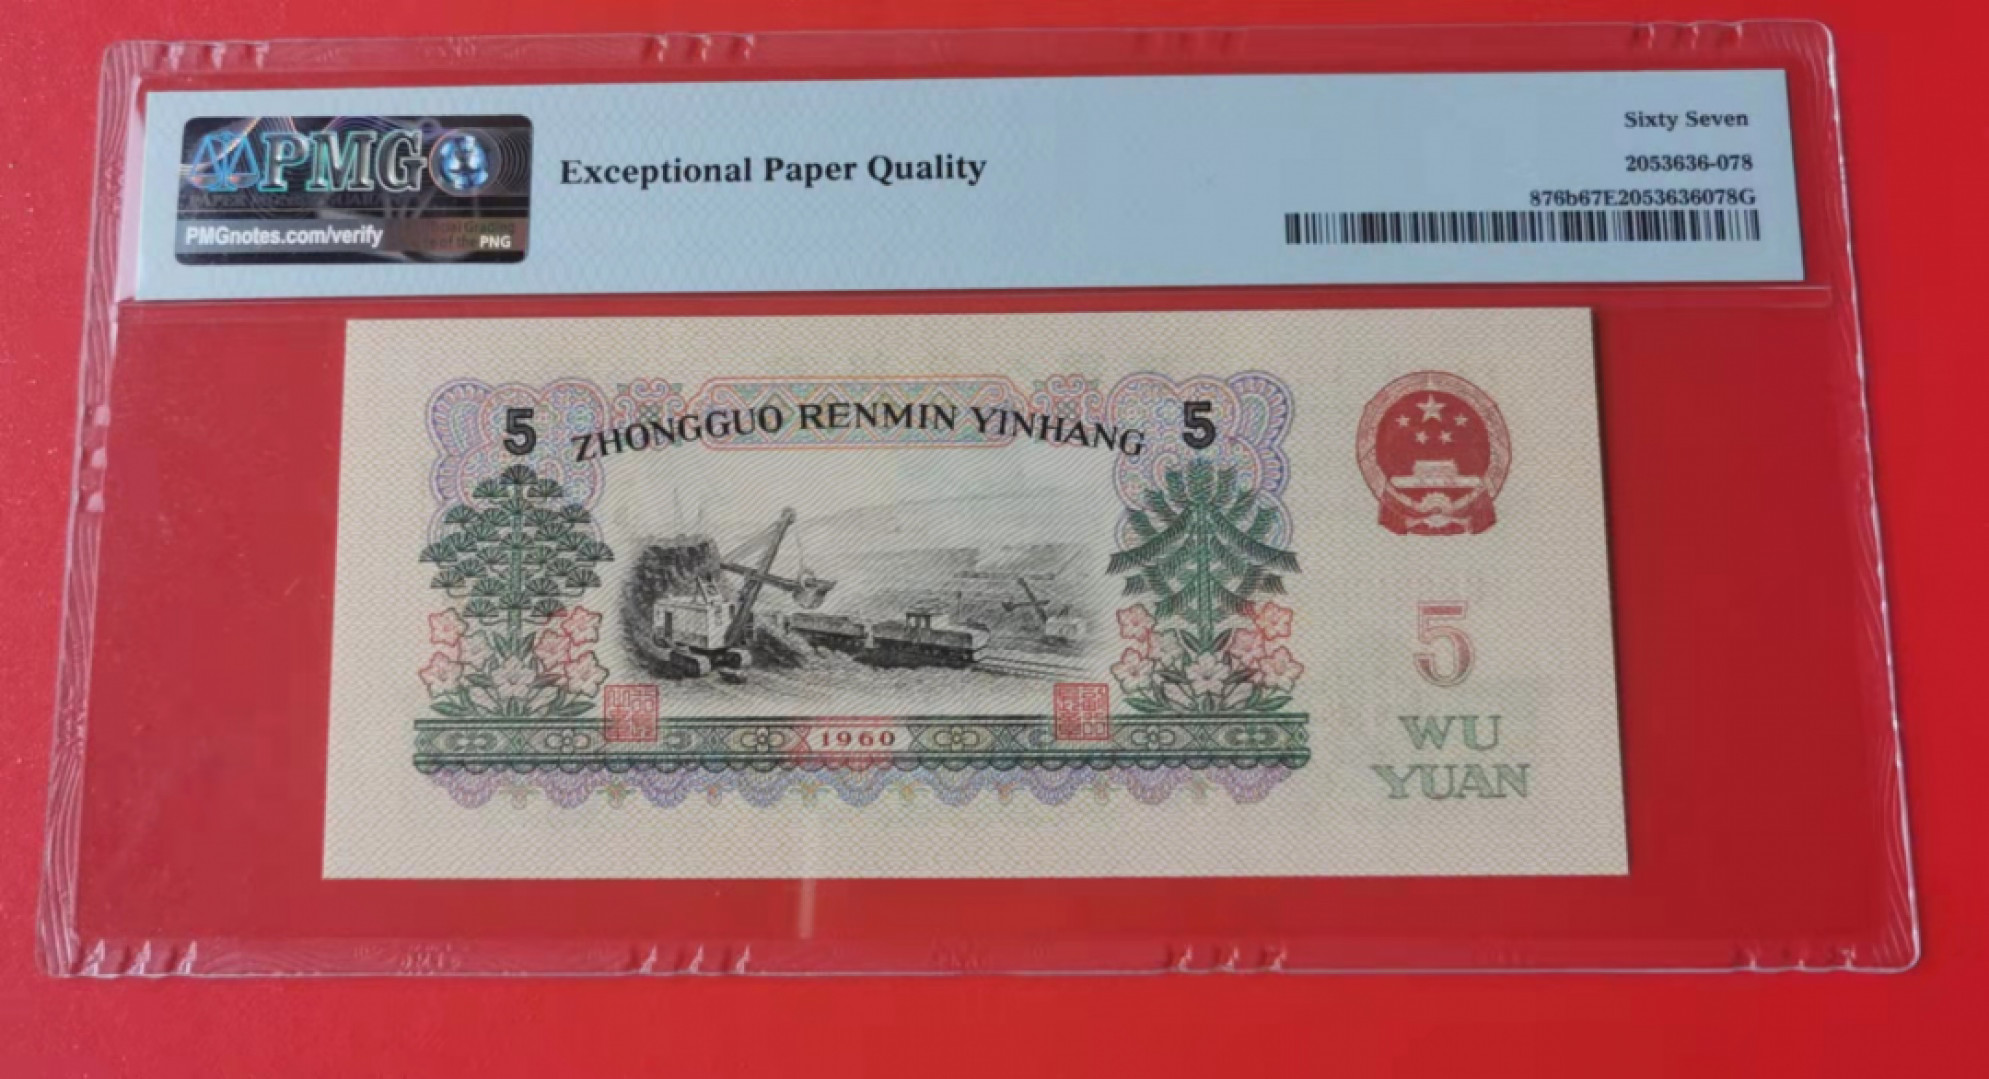 PMG
PMGnotes.com/verify
PNG
Exceptional Paper Quality
Sixty Seven
2053636-078
876b67E2053636078G
5 ZHONGGUO RENMIN YINHANG 5
1960
5
WU
YUAN